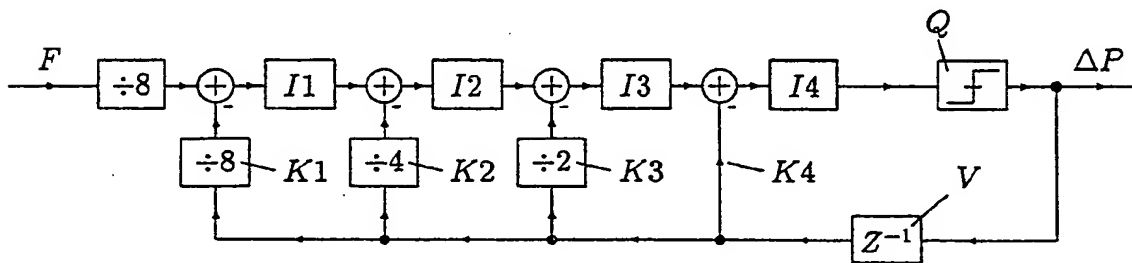 Q
F ÷8 + I1 + I2 + I3 + I4 ΔP
- - - -
÷8 K1 ÷4 K2 ÷2 K3 K4 V
Z⁻¹